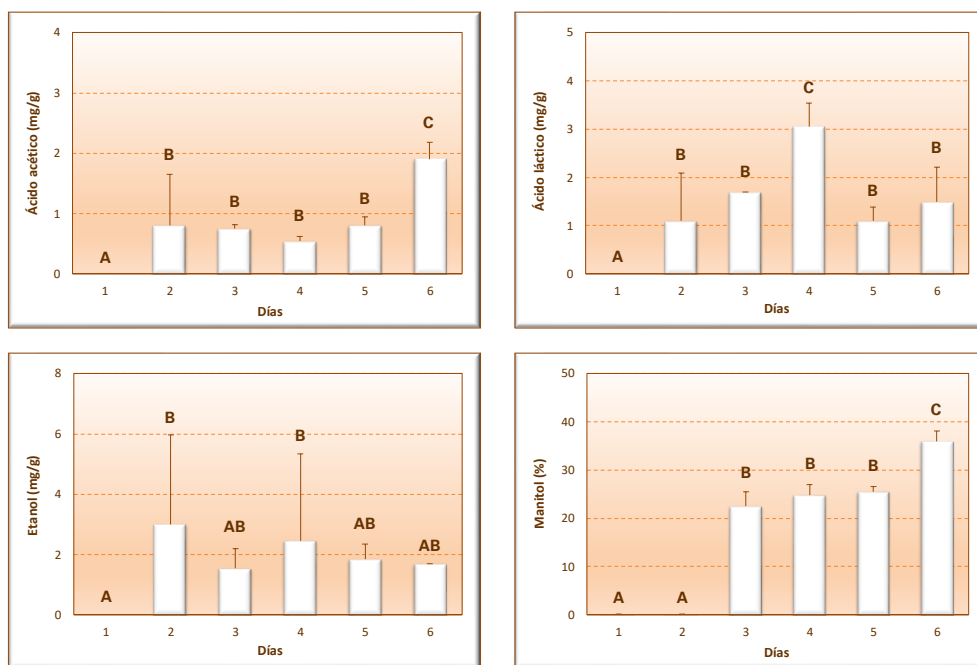 Ácido acético (mg/g)
4
3
2
1
0
A
B
B
B
B
C
1 2 3 4 5 6
Días
Ácido láctico (mg/g)
5
4
3
2
1
0
A
B
B
C
B
B
1 2 3 4 5 6
Días
Etanol (mg/g)
8
6
4
2
0
A
B
AB
B
AB
AB
1 2 3 4 5 6
Días
Manitol (%)
50
40
30
20
10
0
A
A
B
B
B
C
1 2 3 4 5 6
Días